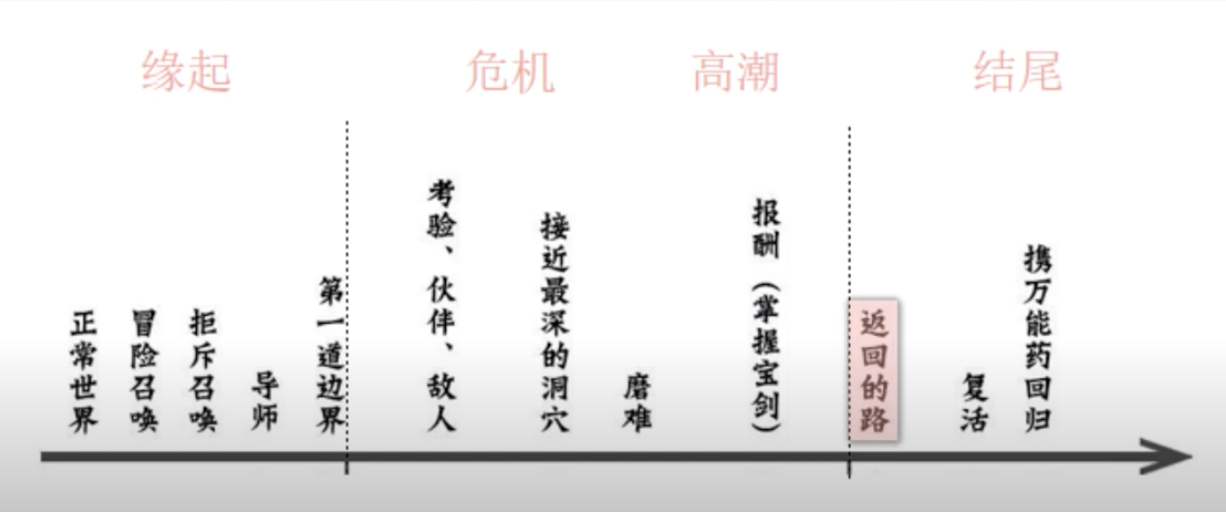 缘起
危机
高潮
结尾
正常世界
冒险召唤
拒斥召唤
导师
第一道边界
考验、伙伴、敌人
接近最深的洞穴
磨难
报酬（掌握宝剑）
返回的路
复活
携万能药回归